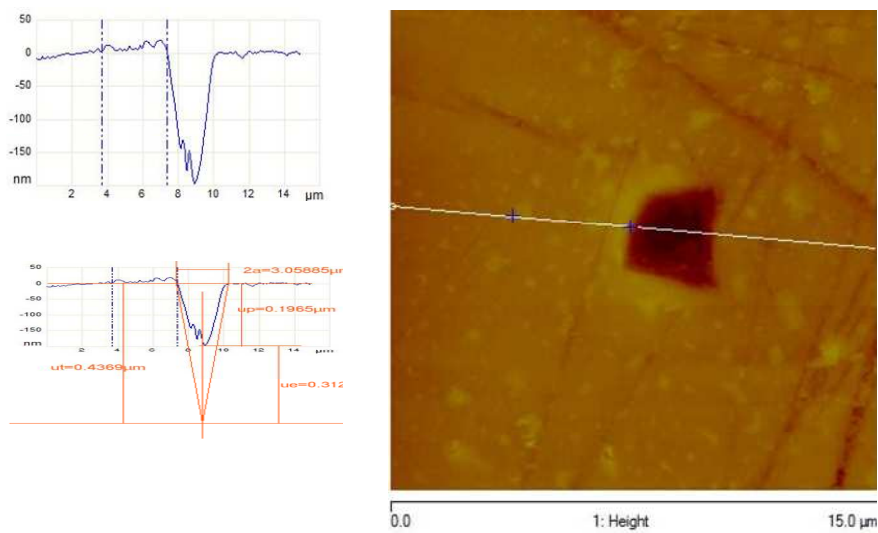 50
0
-50
-100
-150
nm
2 4 6 8 10 12 14 µm
50
0
-50
-100
-150
nm
2 4 6 8 10 12 14 µm
2a=3.05885µm
up=0.1965µm
ut=0.4369µm
ue=0.312
0.0 1: Height 15.0 µm